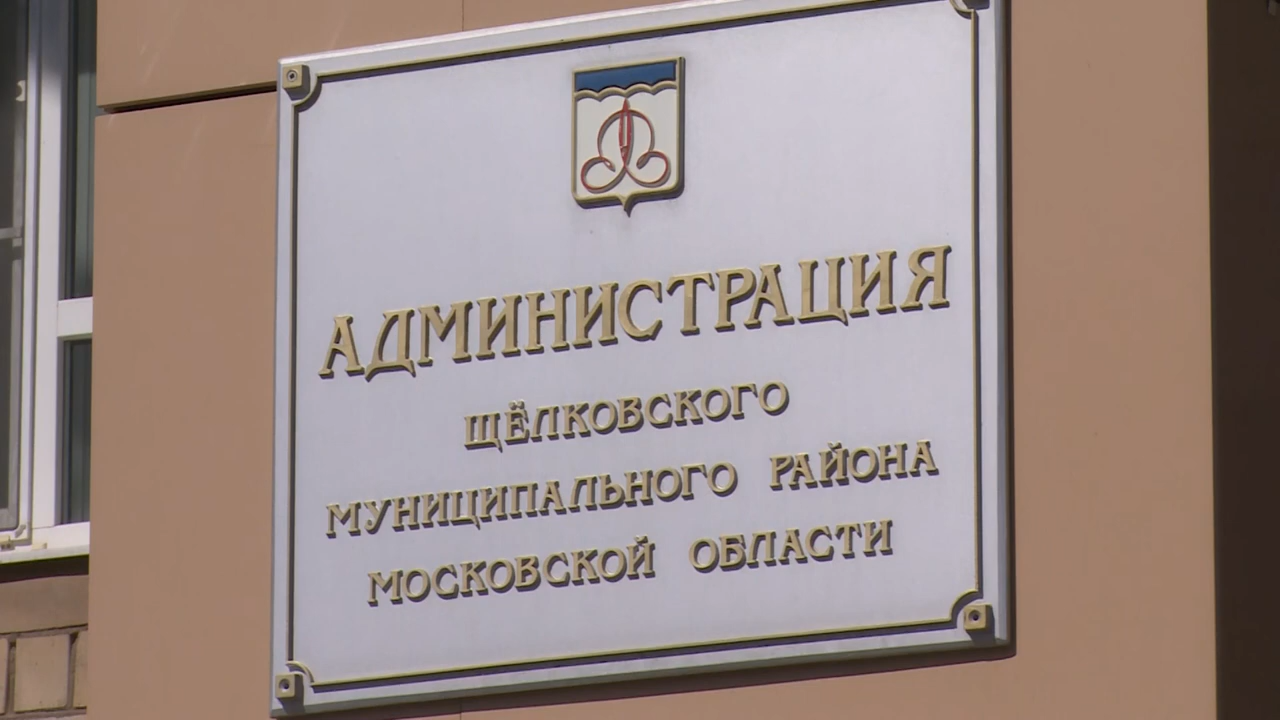 АДМИНИСТРАЦИЯ
ЩЁЛКОВСКОГО
МУНИЦИПАЛЬНОГО РАЙОНА
МОСКОВСКОЙ ОБЛАСТИ